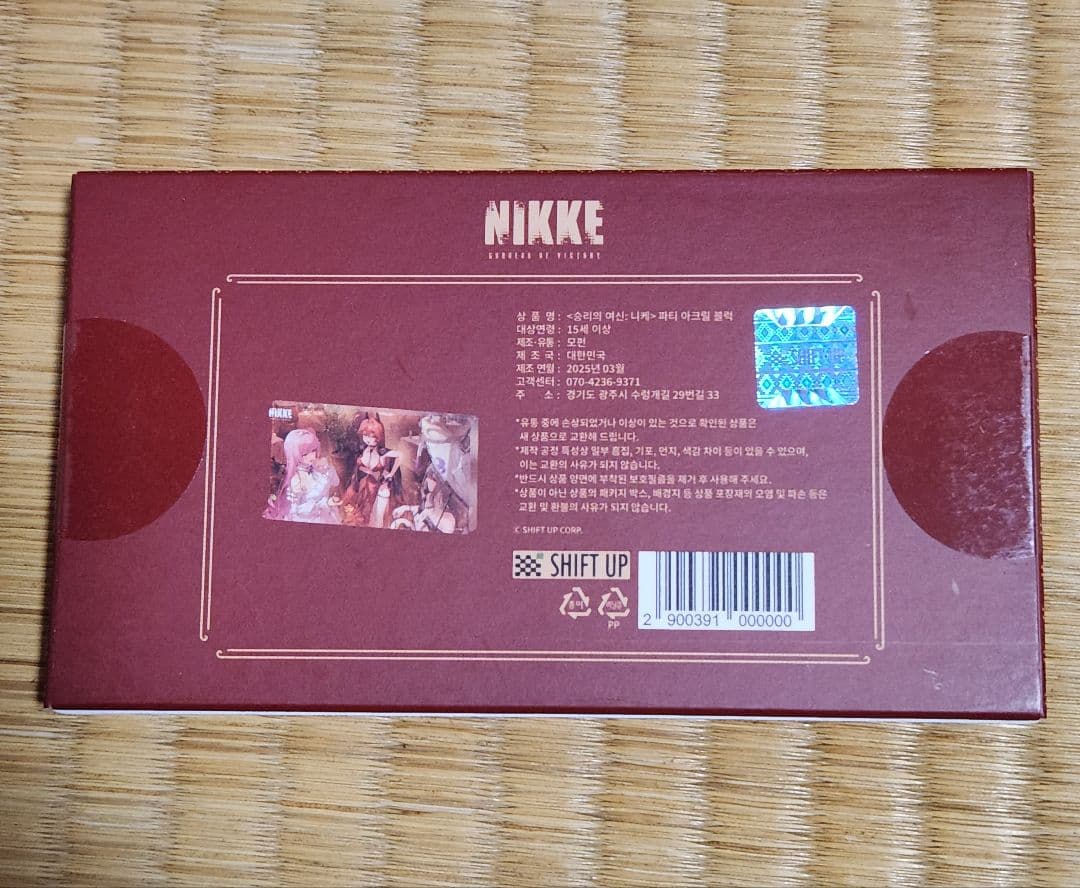 NIKKE
GODDESS OF VICTORY
상 품 명 : <승리의 여신: 니케> 파티 아크릴 블럭
대상연령 : 15세 이상
제조·유통 : 모펀
제 조 국 : 대한민국
제조 연월 : 2025년 03월
고객센터 : 070-4236-9371
주 소 : 경기도 광주시 수렁개길 29번길 33
*유통 중에 손상되었거나 이상이 있는 것으로 확인된 상품은
새 상품으로 교환해 드립니다.
*제작 공정 특성상 일부 흠집, 기포, 먼지, 색감 차이 등이 있을 수 있으며,
이는 교환의 사유가 되지 않습니다.
*반드시 상품 양면에 부착된 보호필름을 제거 후 사용해 주세요.
*상품이 아닌 상품의 패키지 박스, 배경지 등 상품 포장재의 오염 및 파손 등은
교환 및 환불의 사유가 되지 않습니다.
© SHIFT UP CORP.
SHIFT UP
종이
비닐류
PP
2 900391 000000
NIKKE
SHIFT UP